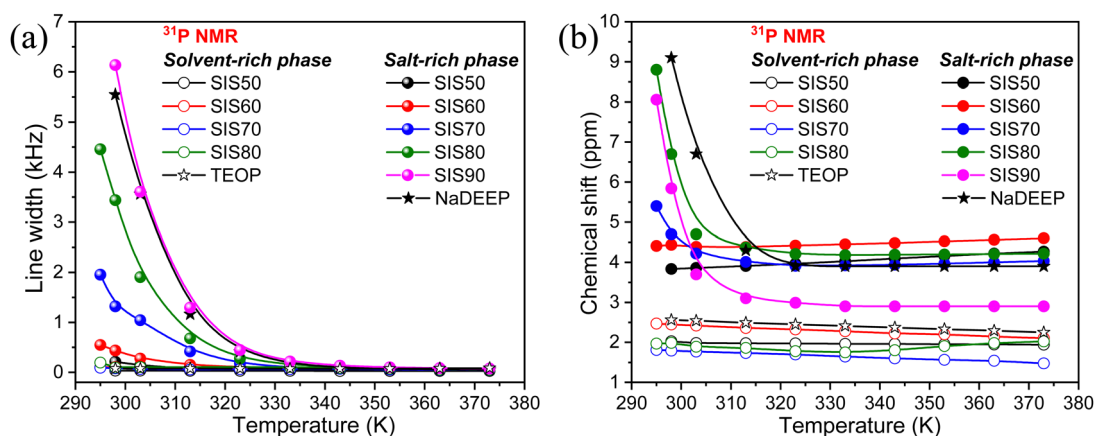 (a)
³¹P NMR
Solvent-rich phase Salt-rich phase
SIS50 SIS50
SIS60 SIS60
SIS70 SIS70
SIS80 SIS80
TEOP SIS90
NaDEEP
Line width (kHz)
7
6
5
4
3
2
1
0
290 300 310 320 330 340 350 360 370 380
Temperature (K)
(b)
³¹P NMR
Solvent-rich phase Salt-rich phase
SIS50 SIS50
SIS60 SIS60
SIS70 SIS70
SIS80 SIS80
TEOP SIS90
NaDEEP
Chemical shift (ppm)
10
9
8
7
6
5
4
3
2
1
290 300 310 320 330 340 350 360 370 380
Temperature (K)